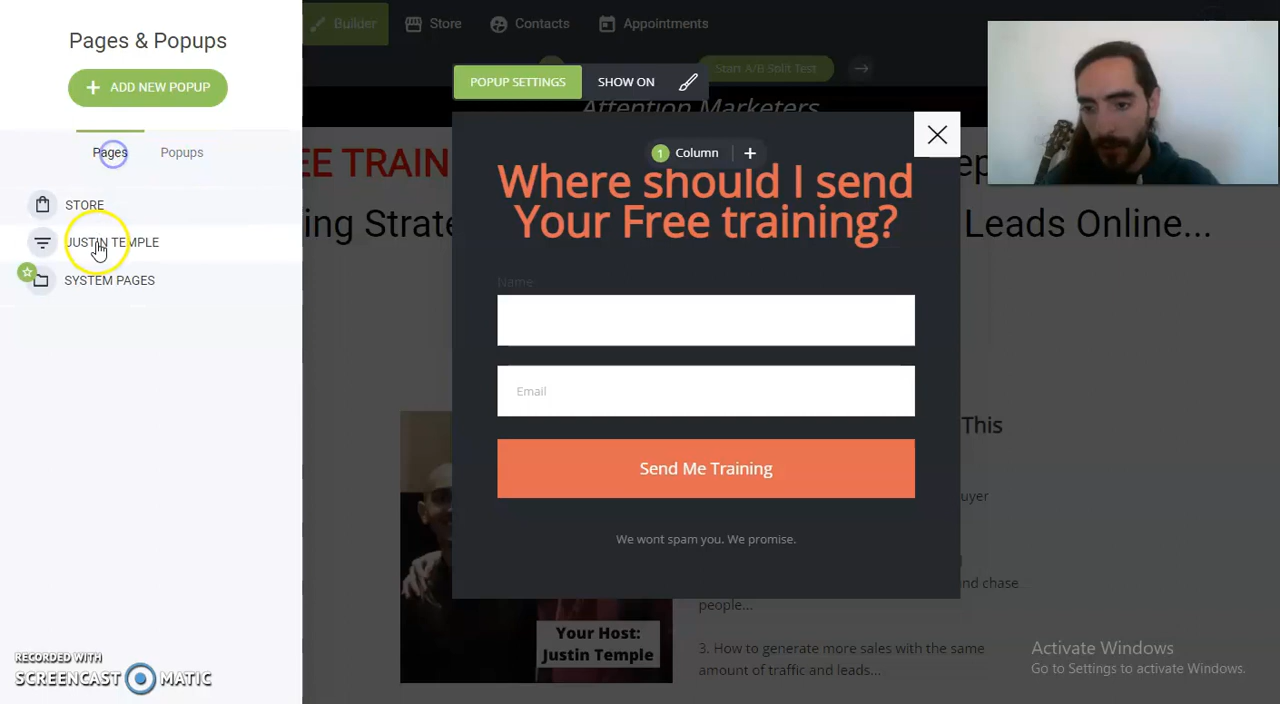 Pages & Popups
ADD NEW POPUP
Pages
Popups
STORE
JUSTIN TEMPLE
SYSTEM PAGES
Builder
Store
Contacts
Appointments
Start A/B Split Test
POPUP SETTINGS
SHOW ON
Attention Marketers
1 Column
EE TRAIN
ep
ing Strate
Leads Online...
Where should I send
Your Free training?
Name
Email
Send Me Training
We wont spam you. We promise.
This
uyer
nd chase
people...
3. How to generate more sales with the same
amount of traffic and leads...
Your Host:
Justin Temple
Activate Windows
Go to Settings to activate Windows.
RECORDED WITH
SCREENCAST MATIC